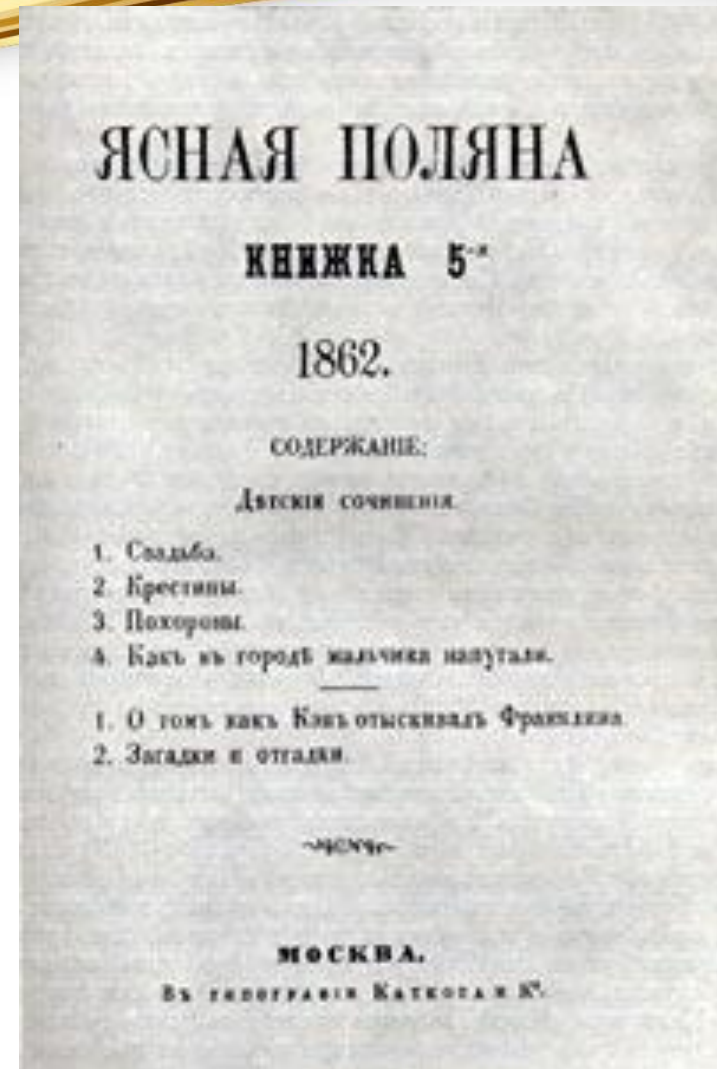 ЯСНАЯ ПОЛЯНА
КНИЖКА 5-я
1862.
СОДЕРЖАНІЕ:
Дѣтскія сочиненія.
1. Свадьба.
2 Крестины.
3. Похороны.
4. Какъ въ городѣ мальчика напугали.
1. О томъ какъ Кэнъ отыскивалъ Франклина
2. Загадки и отгадки.
МОСКВА.
Въ типографіи Каткова и К°.